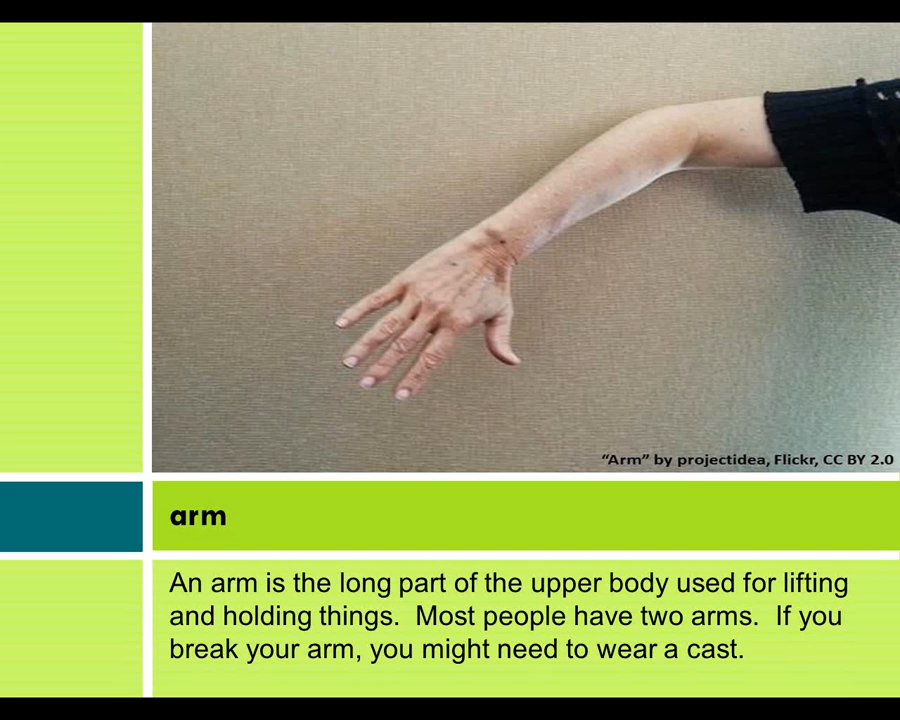 “Arm” by projectidea, Flickr, CC BY 2.0
arm
An arm is the long part of the upper body used for lifting
and holding things.  Most people have two arms.  If you
break your arm, you might need to wear a cast.